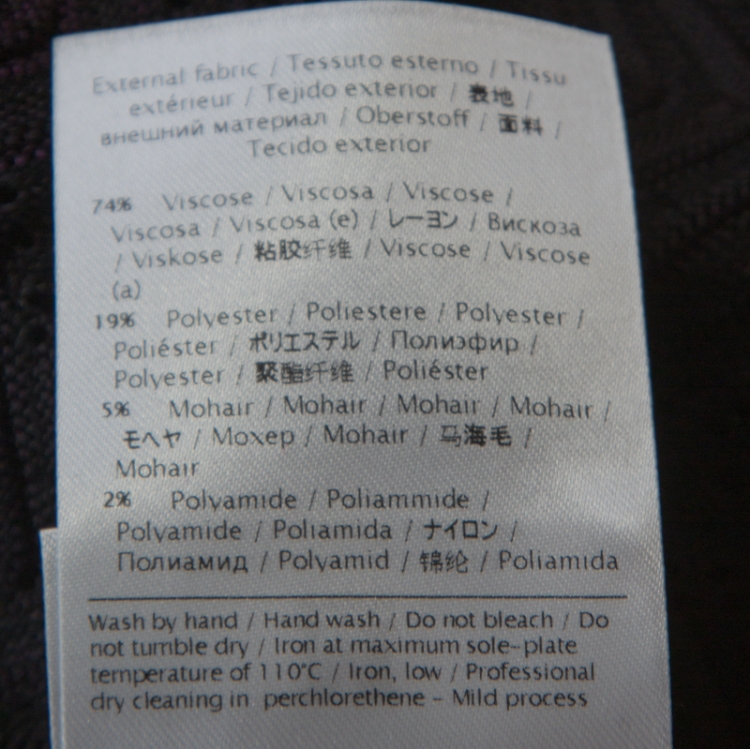 External fabric / Tessuto esterno / Tissu
extérieur / Tejido exterior / 表地 /
внешний материал / Oberstoff / 面料 /
Tecido exterior
74% Viscose / Viscosa / Viscose /
Viscosa / Viscosa (e) / レーヨン / Вискоза
/ Viskose / 粘胶纤维 / Viscose / Viscose
(a)
19% Polyester / Poliestere / Polyester /
Poliéster / ポリエステル / Полиэфир /
Polyester / 聚酯纤维 / Poliéster
5% Mohair / Mohair / Mohair / Mohair /
モヘヤ / Мохер / Mohair / 马海毛 /
Mohair
2% Polyamide / Poliammide /
Polyamide / Poliamida / ナイロン /
Полиамид / Polyamid / 锦纶 / Poliamida
Wash by hand / Hand wash / Do not bleach / Do
not tumble dry / Iron at maximum sole-plate
temperature of 110°C / Iron, low / Professional
dry cleaning in perchlorethene - Mild process